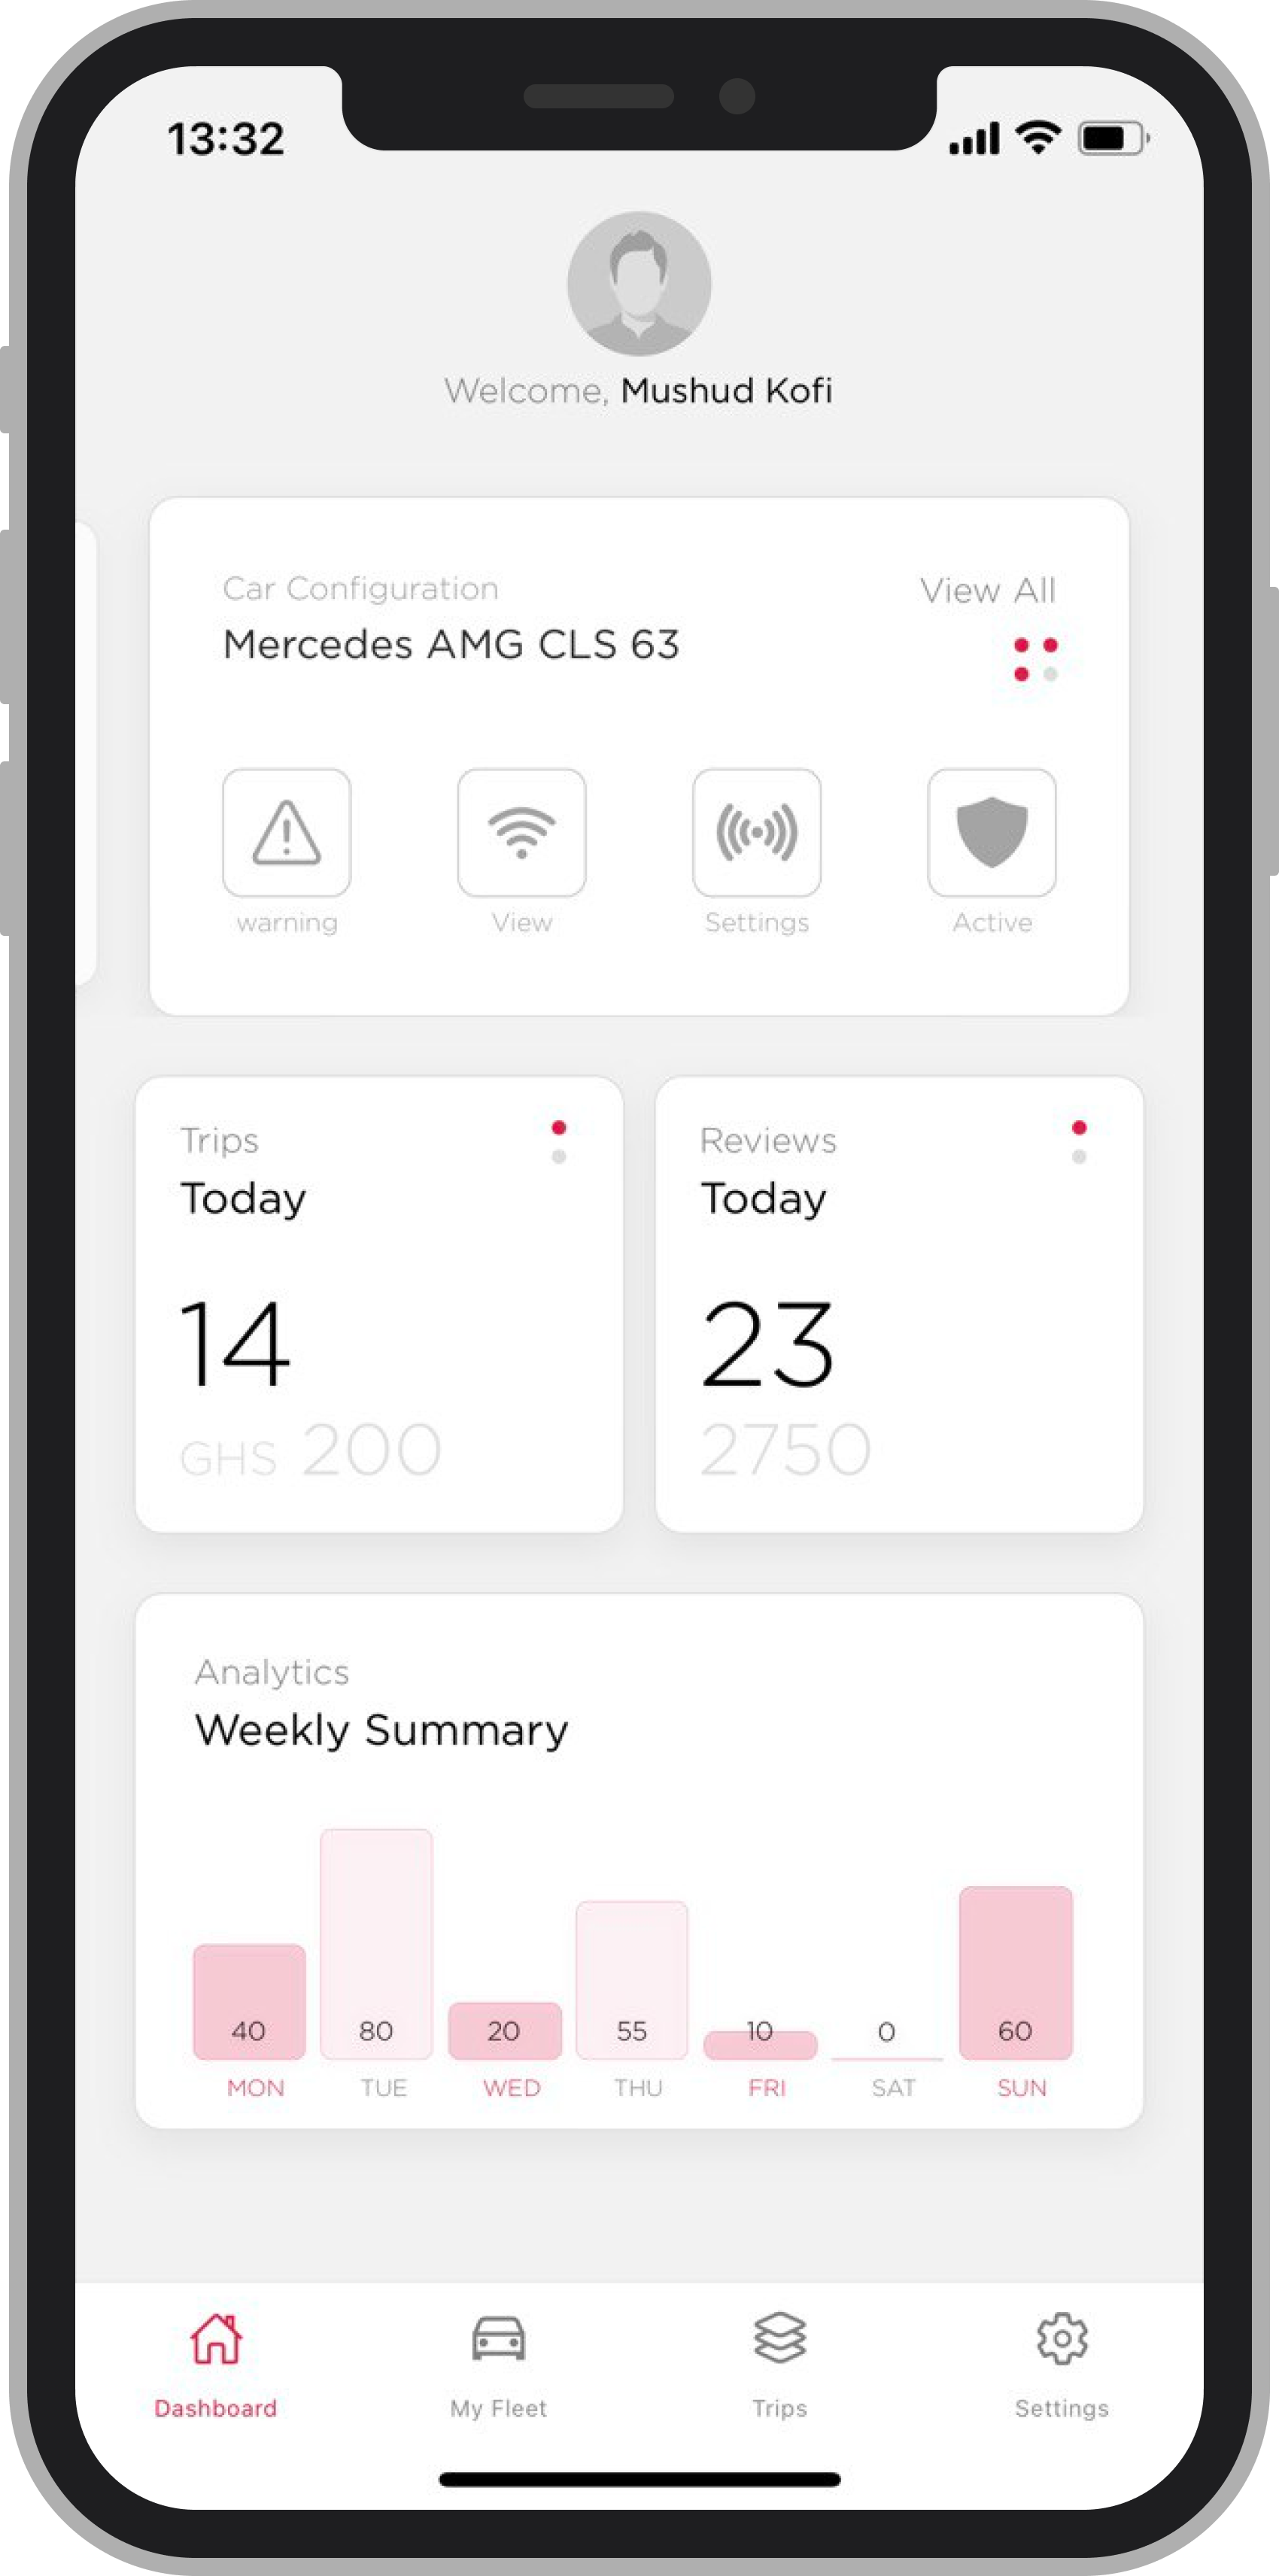 13:32
Welcome, Mushud Kofi
Car Configuration
View All
Mercedes AMG CLS 63
warning
View
Settings
Active
Trips
Today
14
GHS 200
Reviews
Today
23
2750
Analytics
Weekly Summary
40 80 20 55 10 0 60
MON TUE WED THU FRI SAT SUN
Dashboard
My Fleet
Trips
Settings